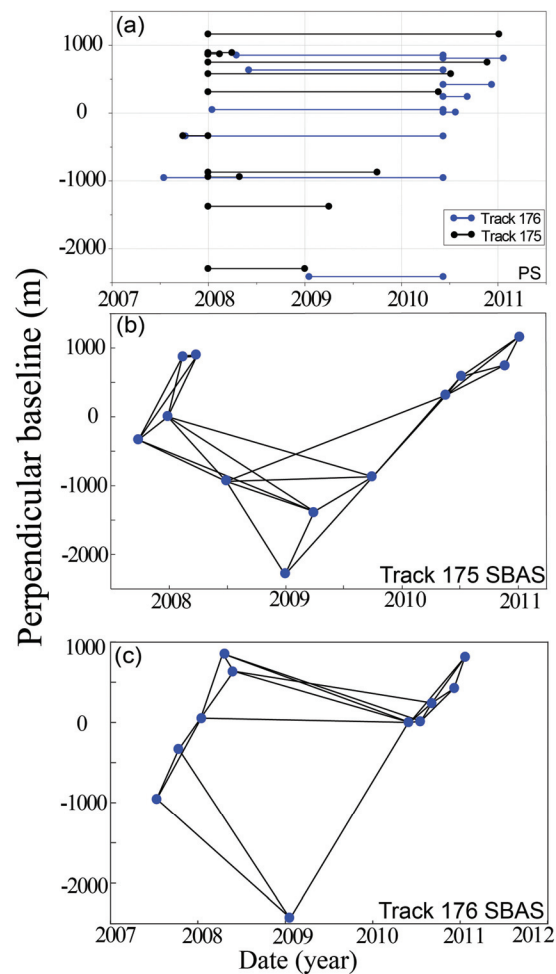 Perpendicular baseline (m)
(a)
1000
0
-1000
-2000
Track 176
Track 175
PS
2007 2008 2009 2010 2011
(b)
1000
0
-1000
-2000
Track 175 SBAS
2008 2009 2010 2011
(c)
1000
0
-1000
-2000
Track 176 SBAS
2007 2008 2009 2010 2011 2012
Date (year)